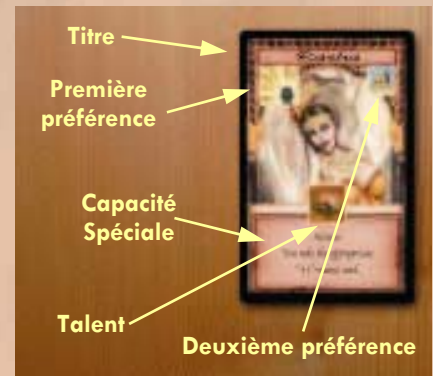 Titre
Première
préférence
Capacité
Spéciale
Talent
Deuxième préférence